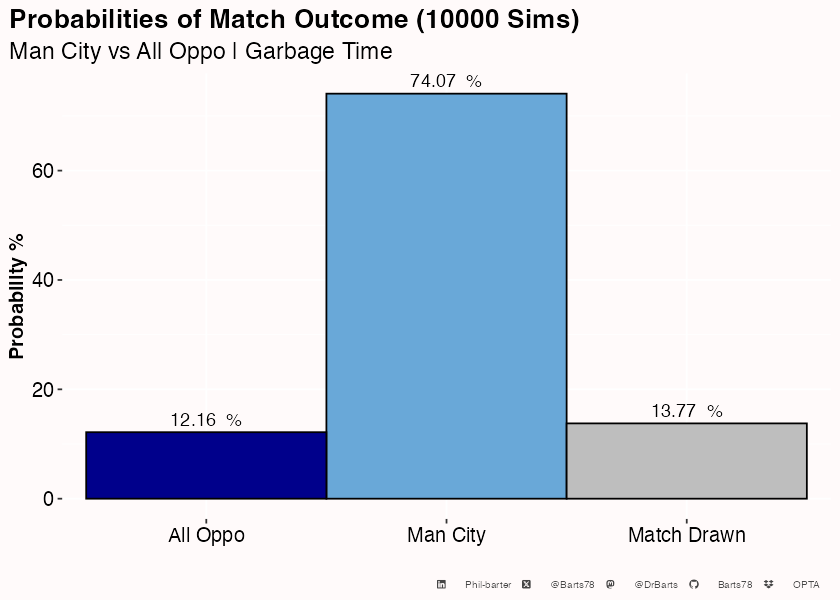 Probabilities of Match Outcome (10000 Sims)
Man City vs All Oppo | Garbage Time
74.07 %
60
Probability %
40
20
12.16 %
13.77 %
0
All Oppo Man City Match Drawn
Phil-barter @Barts78 @DrBarts Barts78 OPTA